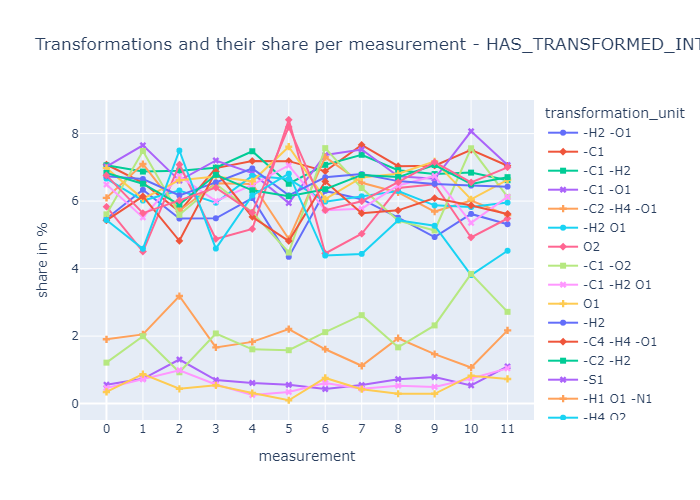 Transformations and their share per measurement - HAS_TRANSFORMED_INT
transformation_unit
-H2 -O1
-C1
-C1 -H2
-C1 -O1
-C2 -H4 -O1
-H2 O1
O2
-C1 -O2
-C1 -H2 O1
O1
-H2
-C4 -H4 -O1
-C2 -H2
-S1
-H1 O1 -N1
-H4 O2
share in %
8
6
4
2
0
0 1 2 3 4 5 6 7 8 9 10 11
measurement